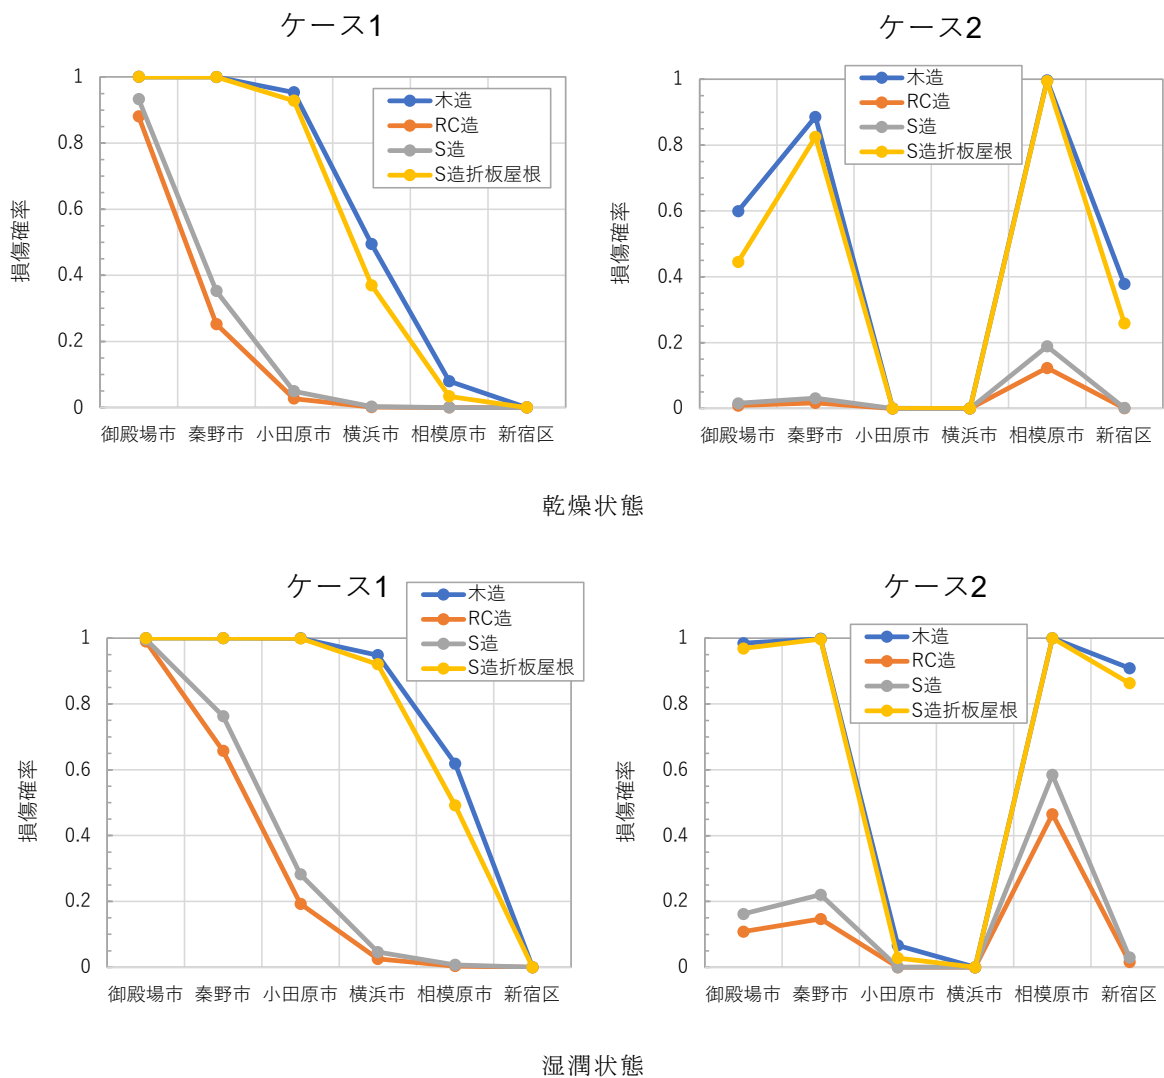 ケース1
木造
RC造
S造
S造折板屋根
損傷確率
1
0.8
0.6
0.4
0.2
0
御殿場市 秦野市 小田原市 横浜市 相模原市 新宿区
ケース2
木造
RC造
S造
S造折板屋根
損傷確率
1
0.8
0.6
0.4
0.2
0
御殿場市 秦野市 小田原市 横浜市 相模原市 新宿区
乾燥状態
ケース1
木造
RC造
S造
S造折板屋根
損傷確率
1
0.8
0.6
0.4
0.2
0
御殿場市 秦野市 小田原市 横浜市 相模原市 新宿区
ケース2
木造
RC造
S造
S造折板屋根
損傷確率
1
0.8
0.6
0.4
0.2
0
御殿場市 秦野市 小田原市 横浜市 相模原市 新宿区
湿潤状態